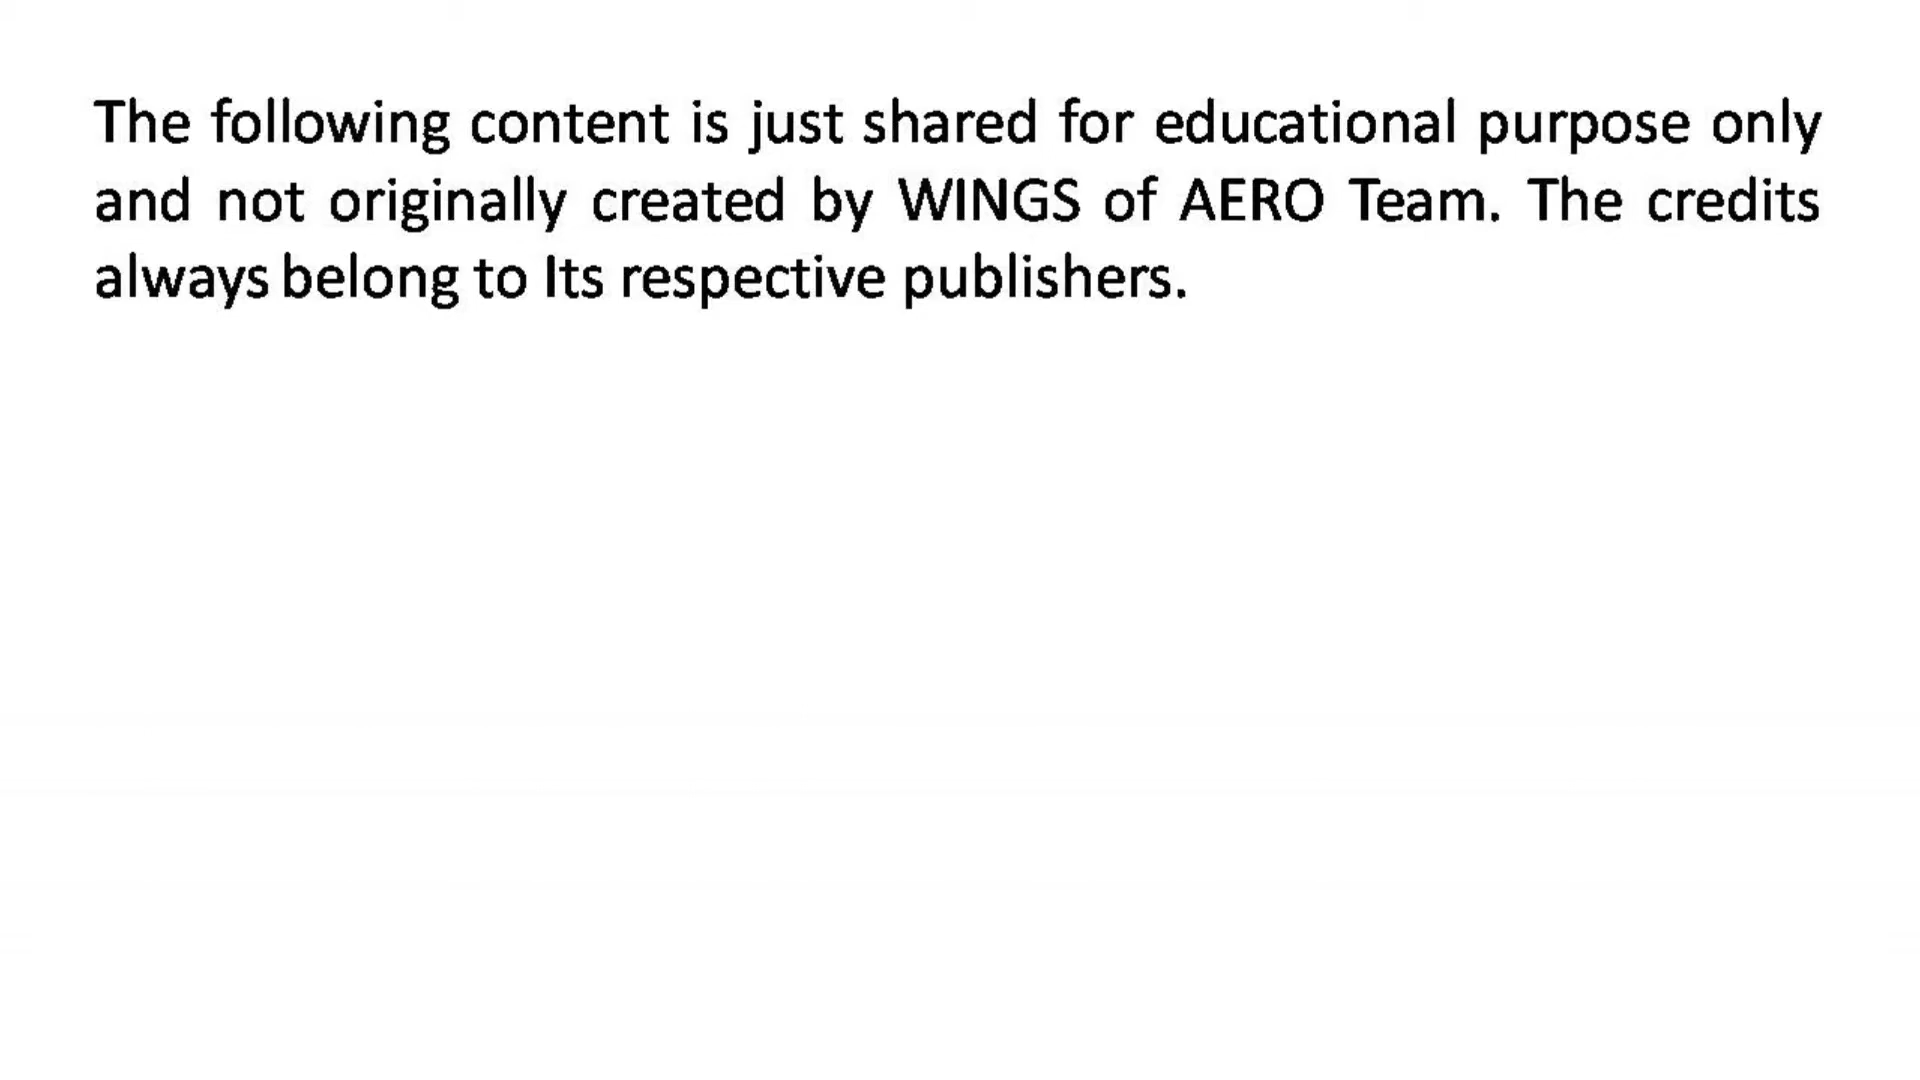 The following content is just shared for educational purpose only
and not originally created by WINGS of AERO Team. The credits
always belong to Its respective publishers.